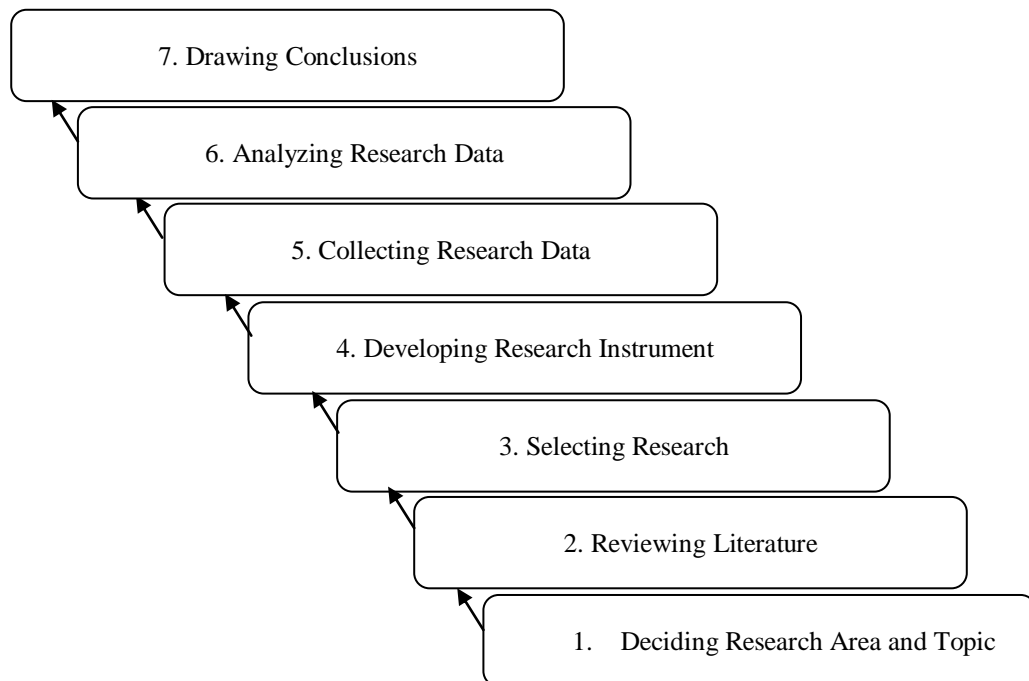 7. Drawing Conclusions
6. Analyzing Research Data
5. Collecting Research Data
4. Developing Research Instrument
3. Selecting Research
2. Reviewing Literature
1. Deciding Research Area and Topic